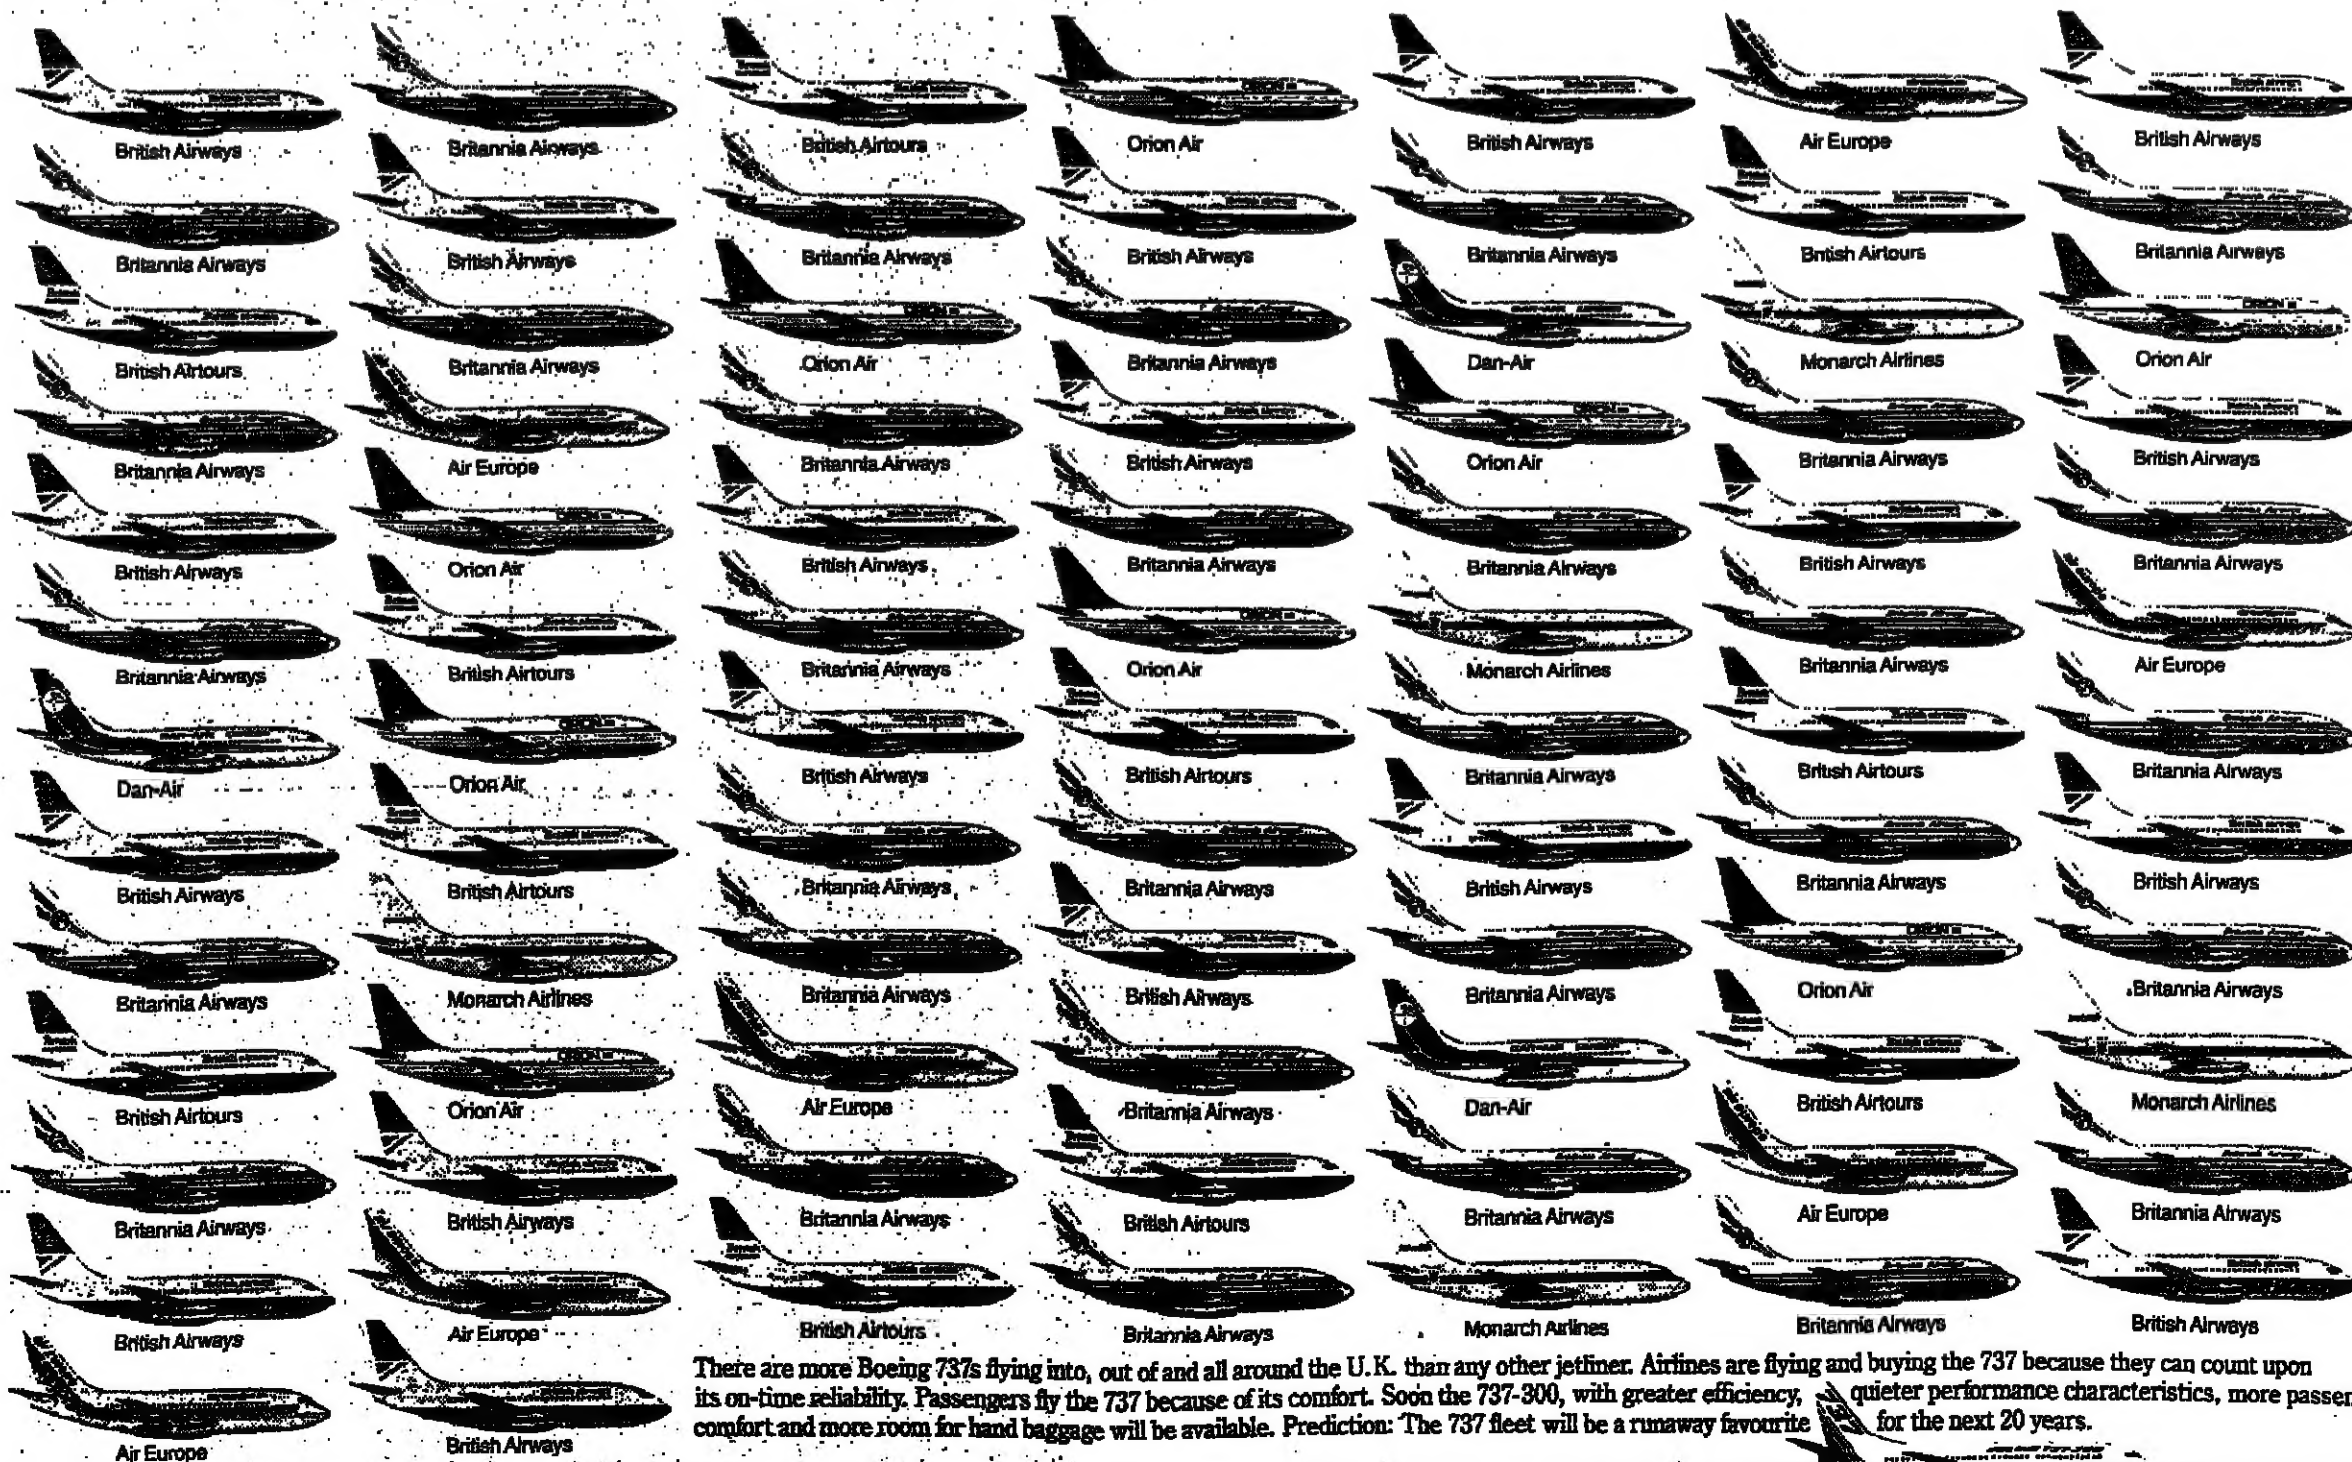 British Airways
Britannia Airways
British Airtours
Orion Air
British Airways
Air Europe
British Airways
Britannia Airways
British Airways
Britannia Airways
British Airways
Britannia Airways
British Airtours
Britannia Airways
British Airtours
Britannia Airways
Orion Air
Britannia Airways
Dan-Air
Monarch Airlines
Orion Air
Britannia Airways
Air Europe
Britannia Airways
British Airways
Orion Air
Britannia Airways
British Airways
British Airways
Orion Air
British Airways
Britannia Airways
Britannia Airways
British Airways
Britannia Airways
Britannia Airways
British Airtours
Britannia Airways
Orion Air
Monarch Airlines
Britannia Airways
Air Europe
Dan-Air
Orion Air
British Airways
British Airtours
Britannia Airways
British Airtours
Britannia Airways
British Airways
British Airtours
Britannia Airways
Britannia Airways
British Airways
Britannia Airways
British Airways
Britannia Airways
Monarch Airlines
Britannia Airways
British Airways
Britannia Airways
Orion Air
Britannia Airways
British Airtours
Orion Air
Air Europe
Britannia Airways
Dan-Air
British Airtours
Monarch Airlines
Britannia Airways
British Airways
Britannia Airways
British Airtours
Britannia Airways
Air Europe
Britannia Airways
British Airways
Air Europe
British Airtours
Britannia Airways
Monarch Airlines
Britannia Airways
British Airways
Air Europe
British Airways
There are more Boeing 737s flying into, out of and all around the U.K. than any other jetliner. Airlines are flying and buying the 737 because they can count upon
its on-time reliability. Passengers fly the 737 because of its comfort. Soon the 737-300, with greater efficiency, quieter performance characteristics, more passen
comfort and more room for hand baggage will be available. Prediction: The 737 fleet will be a runaway favourite for the next 20 years.